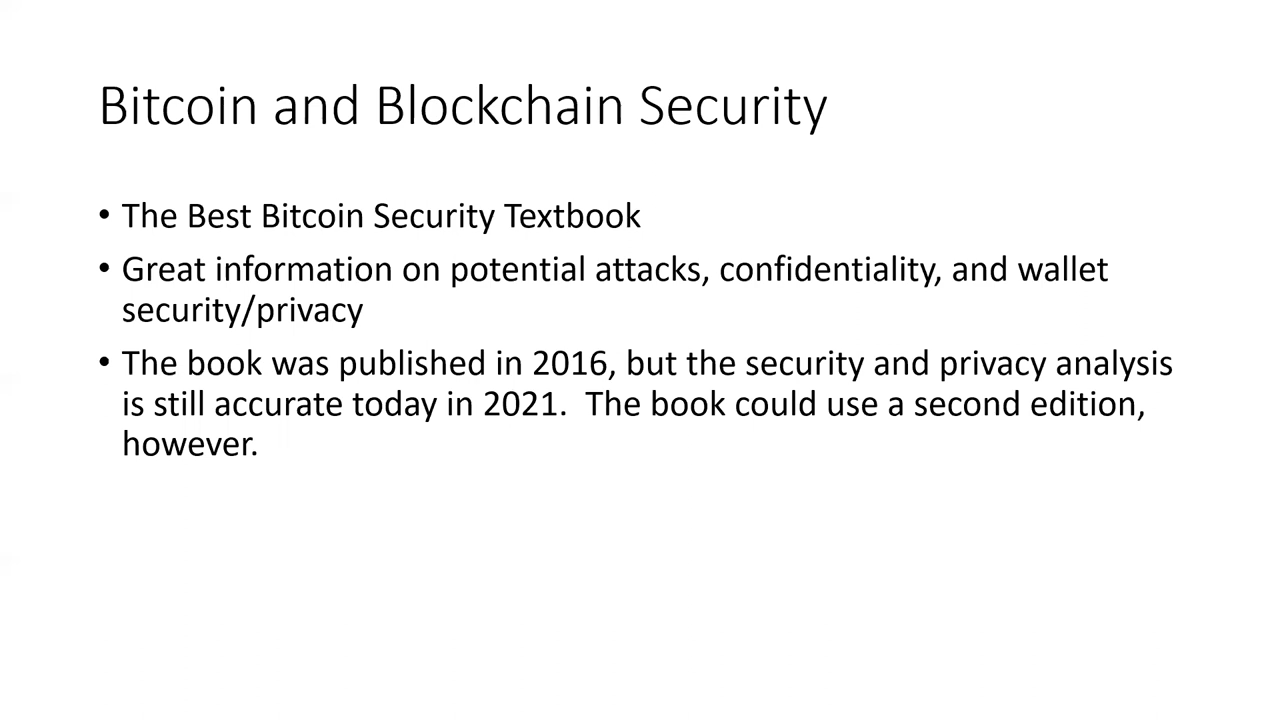 Bitcoin and Blockchain Security
• The Best Bitcoin Security Textbook
• Great information on potential attacks, confidentiality, and wallet
security/privacy
• The book was published in 2016, but the security and privacy analysis
is still accurate today in 2021.  The book could use a second edition,
however.